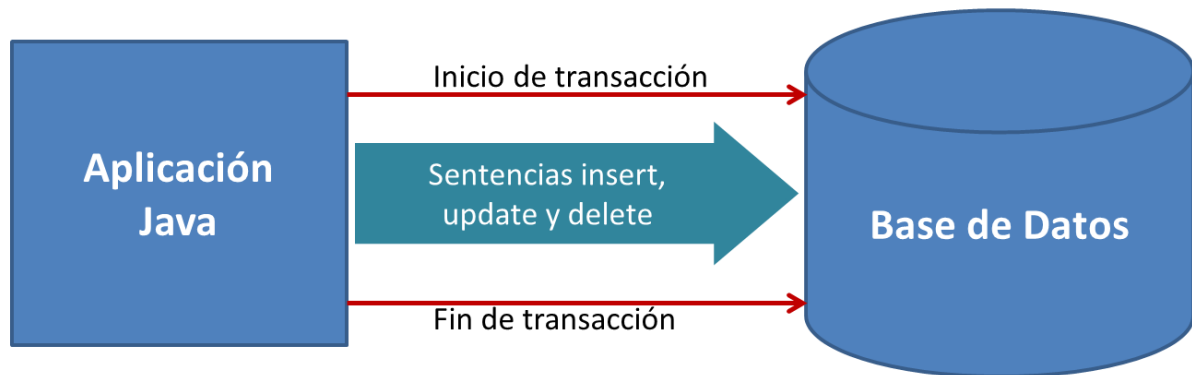 Inicio de transacción
Aplicación
Java
Sentencias insert,
update y delete
Base de Datos
Fin de transacción